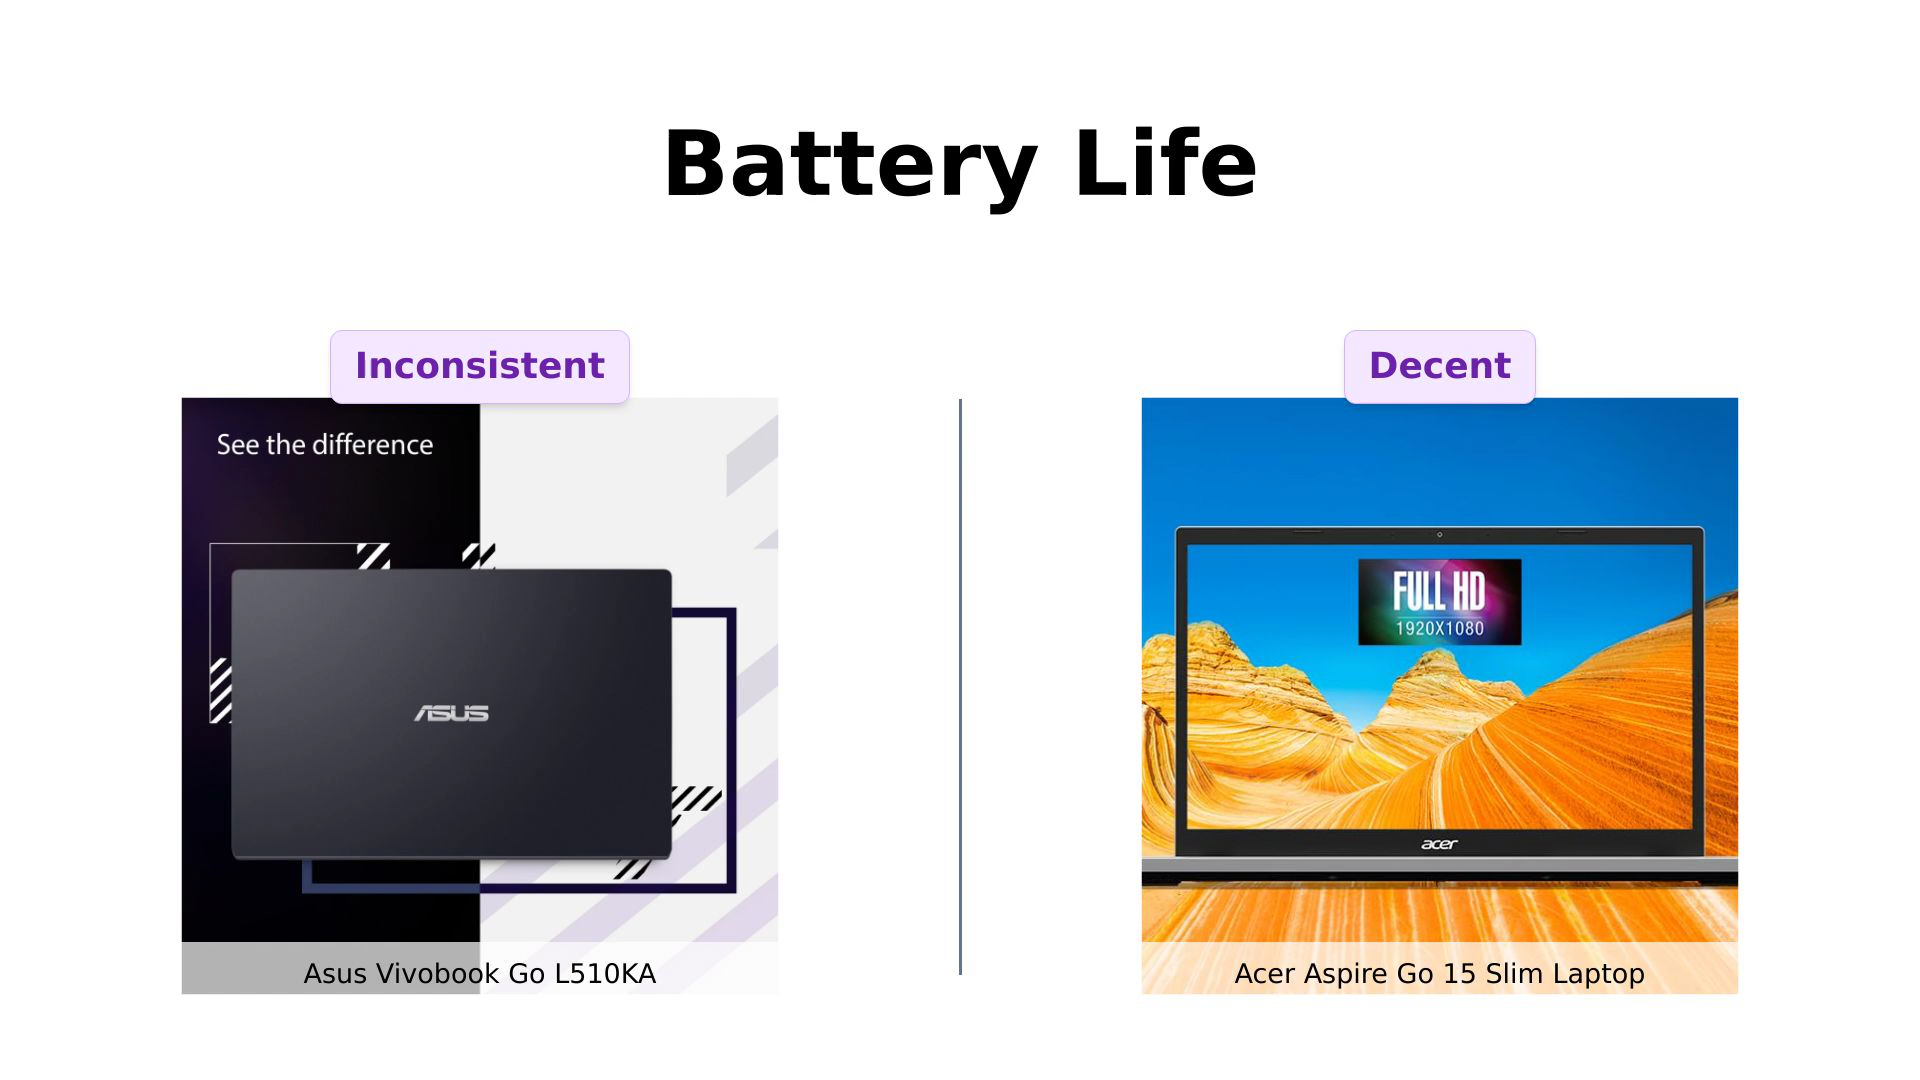 Battery Life
Inconsistent
See the difference
ASUS
Asus Vivobook Go L510KA
Decent
FULL HD
1920X1080
acer
Acer Aspire Go 15 Slim Laptop